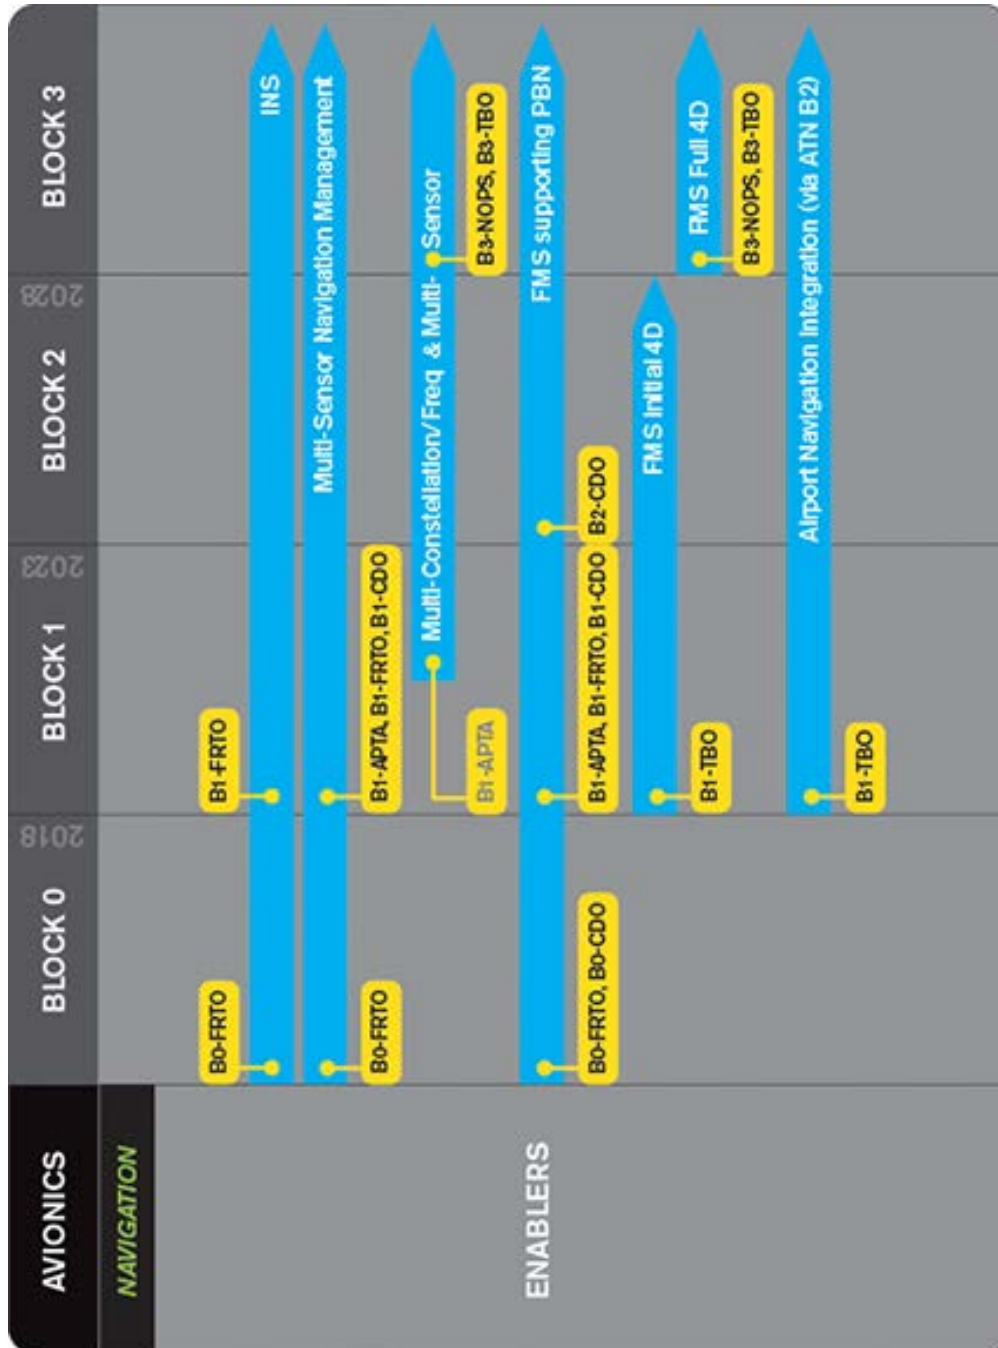 AVIONICS
BLOCK 0
2018
BLOCK 1
2023
BLOCK 2
2028
BLOCK 3
NAVIGATION
ENABLERS
B0-FRTO
B1-FRTO
INS
Multi-Sensor Navigation Management
B0-FRTO
B1-APTA, B1-FRTO, B1-CDO
Multi-Constellation/Freq & Multi- Sensor
B1-APTA
B3-NOPS, B3-TBO
FMS supporting PBN
B0-FRTO, B0-CDO
B1-APTA, B1-FRTO, B1-CDO
B2-CDO
FMS Initial 4D
B1-TBO
FMS Full 4D
B3-NOPS, B3-TBO
Airport Navigation Integration (via ATN B2)
B1-TBO